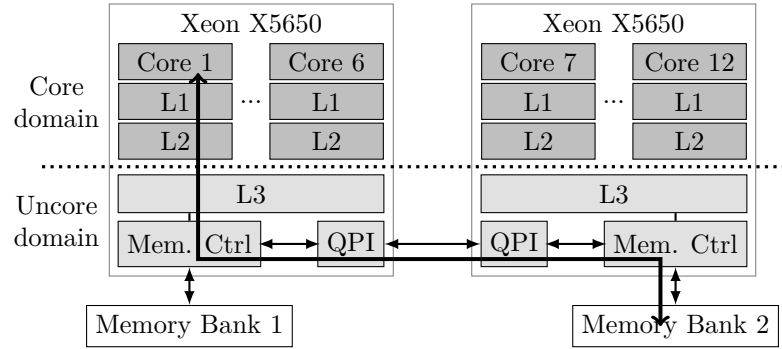 Xeon X5650 Xeon X5650
Core 1 Core 6 Core 7 Core 12
Core
domain
L1 ... L1 L1 ... L1
L2 L2 L2 L2
L3 L3
Uncore
domain
Mem. Ctrl QPI QPI Mem. Ctrl
Memory Bank 1 Memory Bank 2